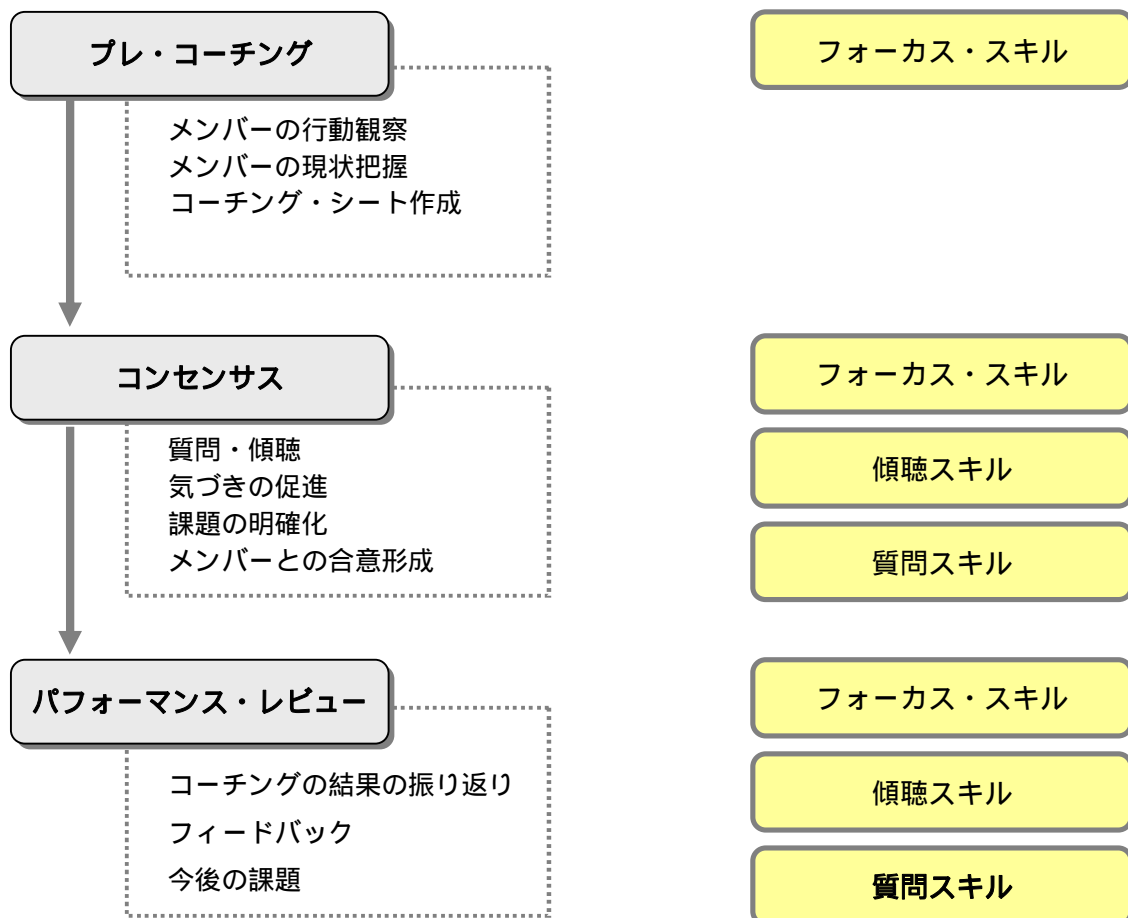 プレ・コーチング
フォーカス・スキル
メンバーの行動観察
メンバーの現状把握
コーチング・シート作成
コンセンサス
フォーカス・スキル
質問・傾聴
気づきの促進
課題の明確化
メンバーとの合意形成
傾聴スキル
質問スキル
パフォーマンス・レビュー
フォーカス・スキル
コーチングの結果の振り返り
フィードバック
今後の課題
傾聴スキル
質問スキル